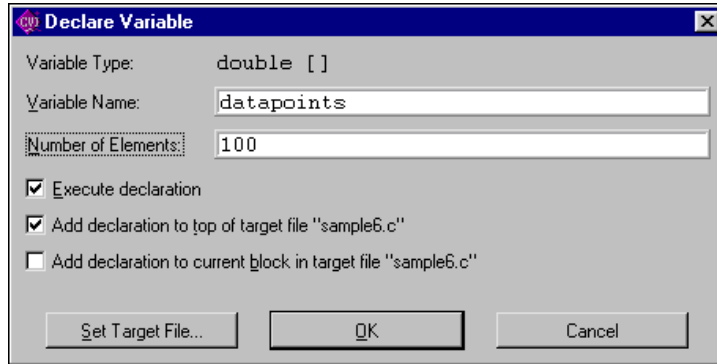 Declare Variable
Variable Type: double []
Variable Name: datapoints
Number of Elements: 100
Execute declaration
Add declaration to top of target file "sample6.c"
Add declaration to current block in target file "sample6.c"
Set Target File... OK Cancel